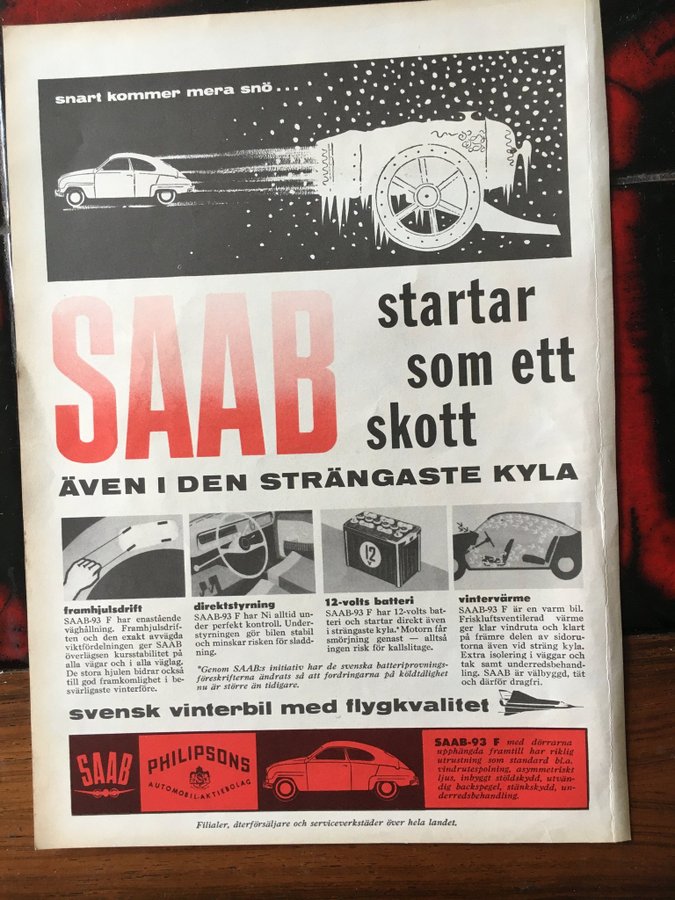 snart kommer mera snö...
SAAB
startar
som ett
skott
ÄVEN I DEN STRÄNGASTE KYLA
12
framhjulsdrift
SAAB-93 F har enastående
väghållning. Framhjulsdrif-
ten och den exakt avvägda
viktfördelningen ger SAAB
överlägsen kursstabilitet på
alla vägar och i alla väglag.
De stora hjulen bidrar också
till god framkomlighet i be-
svärligaste vinterföre.
direktstyrning
SAAB-93 F har Ni alltid un-
der perfekt kontroll. Under-
styrningen gör bilen stabil
och minskar risken för sladd-
ning.
12-volts batteri
SAAB-93 F har 12-volts bat-
teri och startar direkt även
i strängaste kyla.* Motorn får
smörjning genast — alltså
ingen risk för kallslitage.
vintervärme
SAAB-93 F är en varm bil.
Friskluftsventilerad värme
ger klar vindruta och klart
på främre delen av sidoru-
torna även vid sträng kyla.
Extra isolering i väggar och
tak samt underredsbehand-
ling. SAAB är välbyggd, tät
och därför dragfri.
*Genom SAAB:s initiativ har de svenska batteriprovnings-
föreskrifterna ändrats så att fordringarna på köldtålighet
nu är större än tidigare.
svensk vinterbil med flygkvalitet
SAAB
PHILIPSONS
AUTOMOBIL-AKTIEBOLAG
SAAB-93 F med dörrarna
upphängda framtill har riklig
utrustning som standard bl.a.
vindrutespolning, asymmetriskt
ljus, inbyggt stöldskydd, utvän-
dig backspegel, stänkskydd, un-
derredsbehandling.
Filialer, återförsäljare och serviceverkstäder över hela landet.